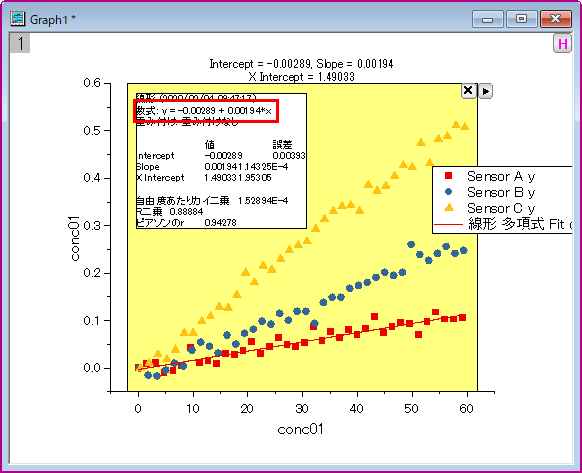 Graph1 *
1
H
Intercept = -0.00289, Slope = 0.00194
X Intercept = 1.49033
線形 (2020/09/04 09:47:17)
数式: y = -0.00289 + 0.00194*x
重み付け: 重み付けなし
値 誤差
Intercept -0.00289 0.00393
Slope 0.00194 1.14325E-4
X Intercept 1.49033 1.95305
自由度あたりカイ二乗 1.52894E-4
R二乗 0.88884
ピアソンのr 0.94278
Sensor A y
Sensor B y
Sensor C y
線形 多項式 Fit
conc01
0.6
0.5
0.4
0.3
0.2
0.1
0.0
0 10 20 30 40 50 60
conc01